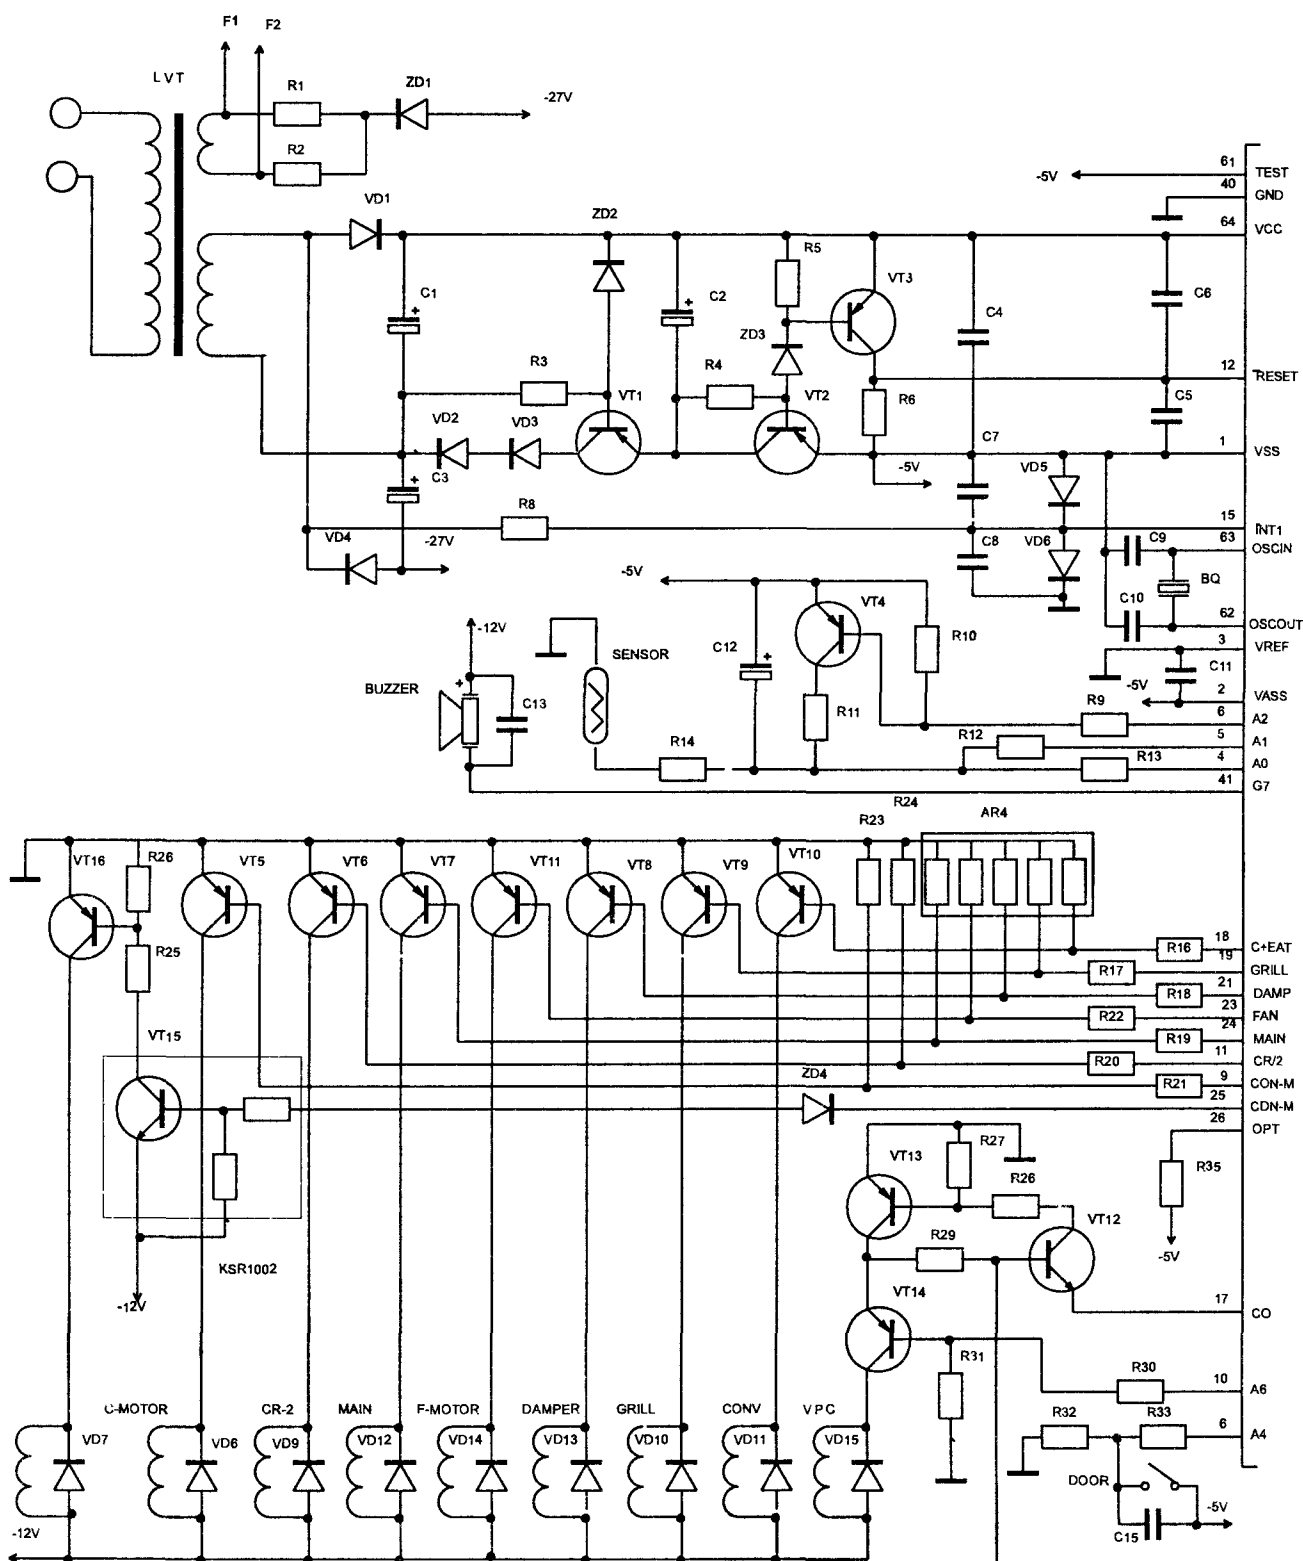 F1 F2
LVT
R1 ZD1
-27V
R2
61 TEST
-5V
40 GND
VD1 ZD2
64 VCC
R5
VT3
C1 C2 C4 C6
ZD3
R3 R4
12 RESET
VT1 VT2 R6 C5
VD2 VD3 C7
1 VSS
-5V VD5
C3
R8
15 INT1
VD4 -27V C8 VD6 C9
63 OSCIN
-5V BQ
VT4 C10
62 OSCOUT
-12V R10
3 VREF
SENSOR C12
C11
BUZZER -5V
2 VASS
C13 R11 R9
6 A2
R12
5 A1
R14 R13
4 A0
41 G7
R24
R23 AR4
VT16 R26 VT5 VT6 VT7 VT11 VT8 VT9 VT10
R25
R16 18 C+EAT
R17 19 GRILL
R18 21 DAMP
R22 23 FAN
VT15
R19 24 MAIN
R20 11 CR/2
ZD4
R21 9 CON-M
25 CDN-M
26 OPT
R27
VT13 R35
R26
VT12
R29
KSR1002 -5V
VT14
-12V
17 CO
R31 R30
10 A6
C-MOTOR CR-2 MAIN F-MOTOR DAMPER GRILL CONV VPC
R32 R33
6 A4
VD7 VD6 VD9 VD12 VD14 VD13 VD10 VD11 VD15
DOOR
-5V
-12V C15